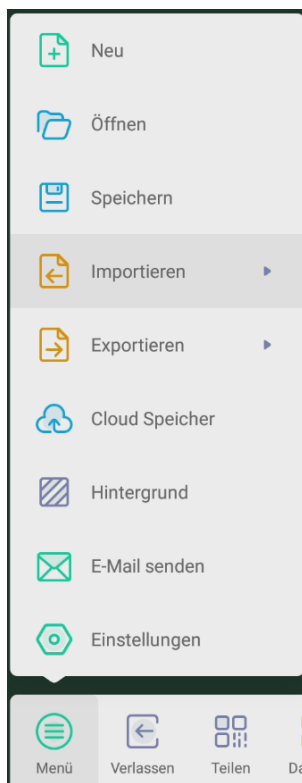 Neu
Öffnen
Speichern
Importieren
Exportieren
Cloud Speicher
Hintergrund
E-Mail senden
Einstellungen
Menü Verlassen Teilen